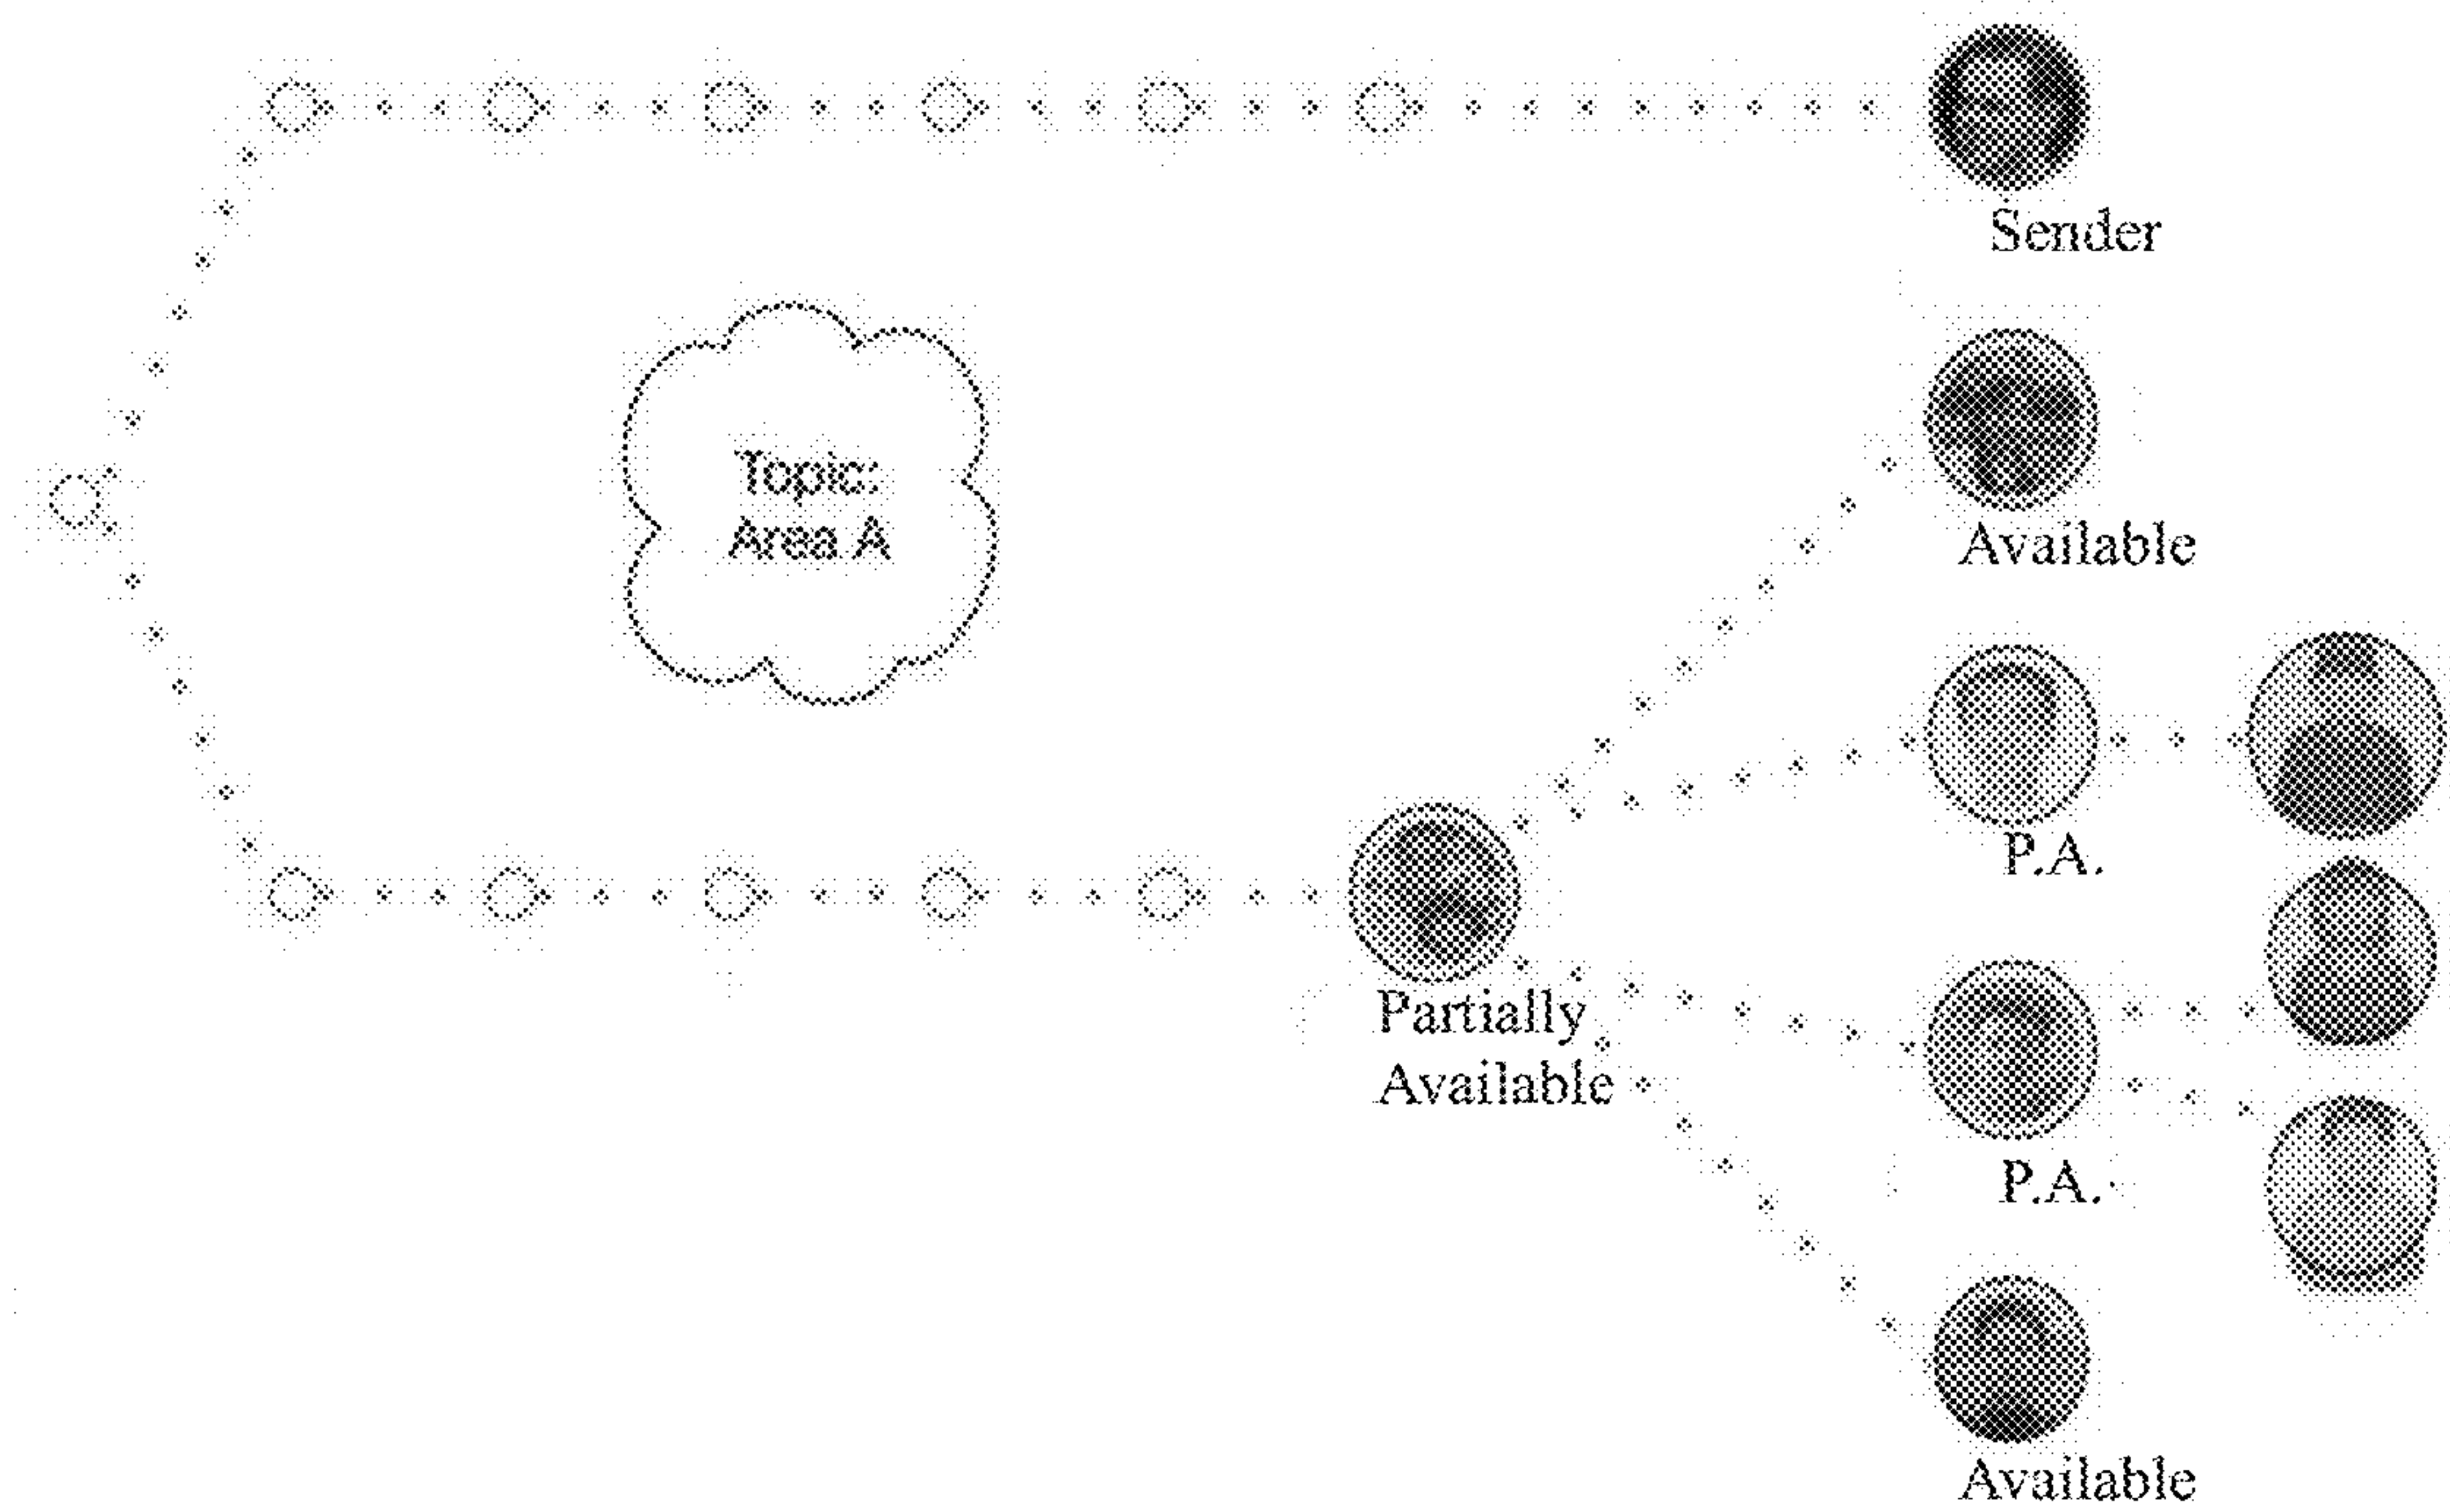 Sender
Topic:
Area A
Available
P.A.
Partially
Available
P.A.
Available